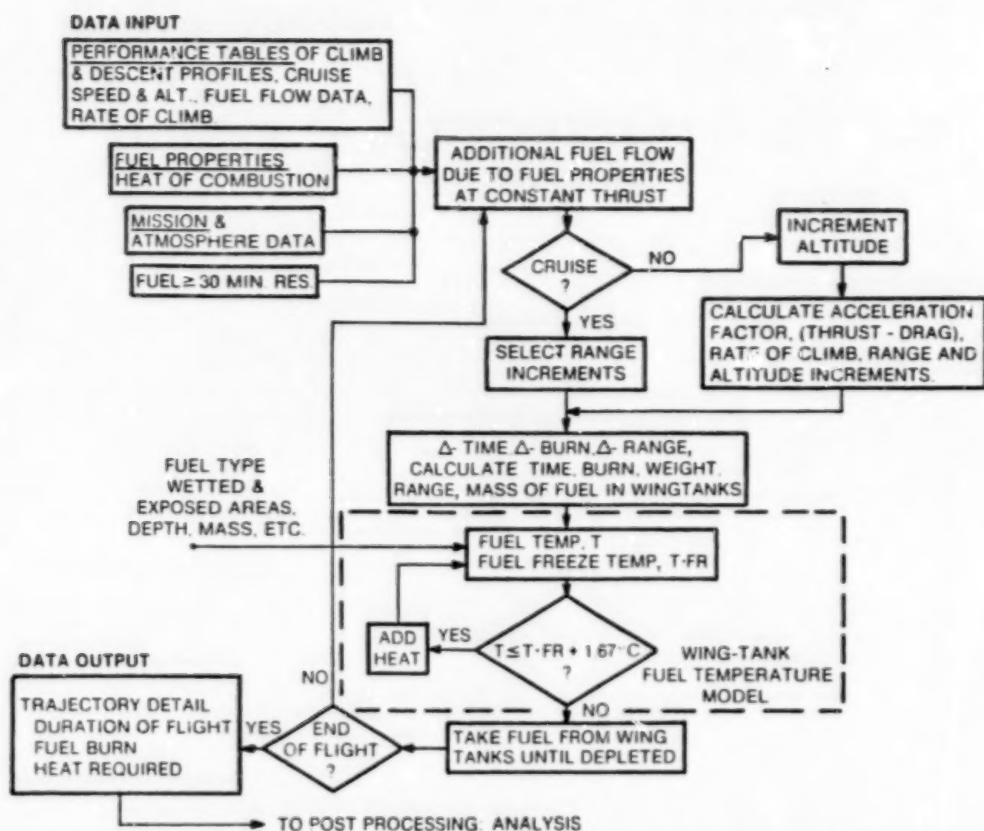 DATA INPUT
PERFORMANCE TABLES OF CLIMB
& DESCENT PROFILES, CRUISE
SPEED & ALT., FUEL FLOW DATA,
RATE OF CLIMB.
FUEL PROPERTIES
HEAT OF COMBUSTION
MISSION &
ATMOSPHERE DATA
FUEL ≥ 30 MIN. RES.
ADDITIONAL FUEL FLOW
DUE TO FUEL PROPERTIES
AT CONSTANT THRUST
CRUISE
?
NO
INCREMENT
ALTITUDE
YES
CALCULATE ACCELERATION
FACTOR, (THRUST - DRAG),
RATE OF CLIMB, RANGE AND
ALTITUDE INCREMENTS.
SELECT RANGE
INCREMENTS
Δ- TIME, Δ- BURN, Δ- RANGE,
CALCULATE TIME, BURN, WEIGHT,
RANGE, MASS OF FUEL IN WINGTANKS
FUEL TYPE
WETTED &
EXPOSED AREAS,
DEPTH, MASS, ETC.
FUEL TEMP, T
FUEL FREEZE TEMP, T-FR
ADD
HEAT
YES
T ≤ T-FR + 1.67°C
?
WING-TANK
FUEL TEMPERATURE
MODEL
NO
TAKE FUEL FROM WING
TANKS UNTIL DEPLETED
NO
END
OF FLIGHT
?
YES
DATA OUTPUT
TRAJECTORY DETAIL
DURATION OF FLIGHT
FUEL BURN
HEAT REQUIRED
TO POST PROCESSING: ANALYSIS